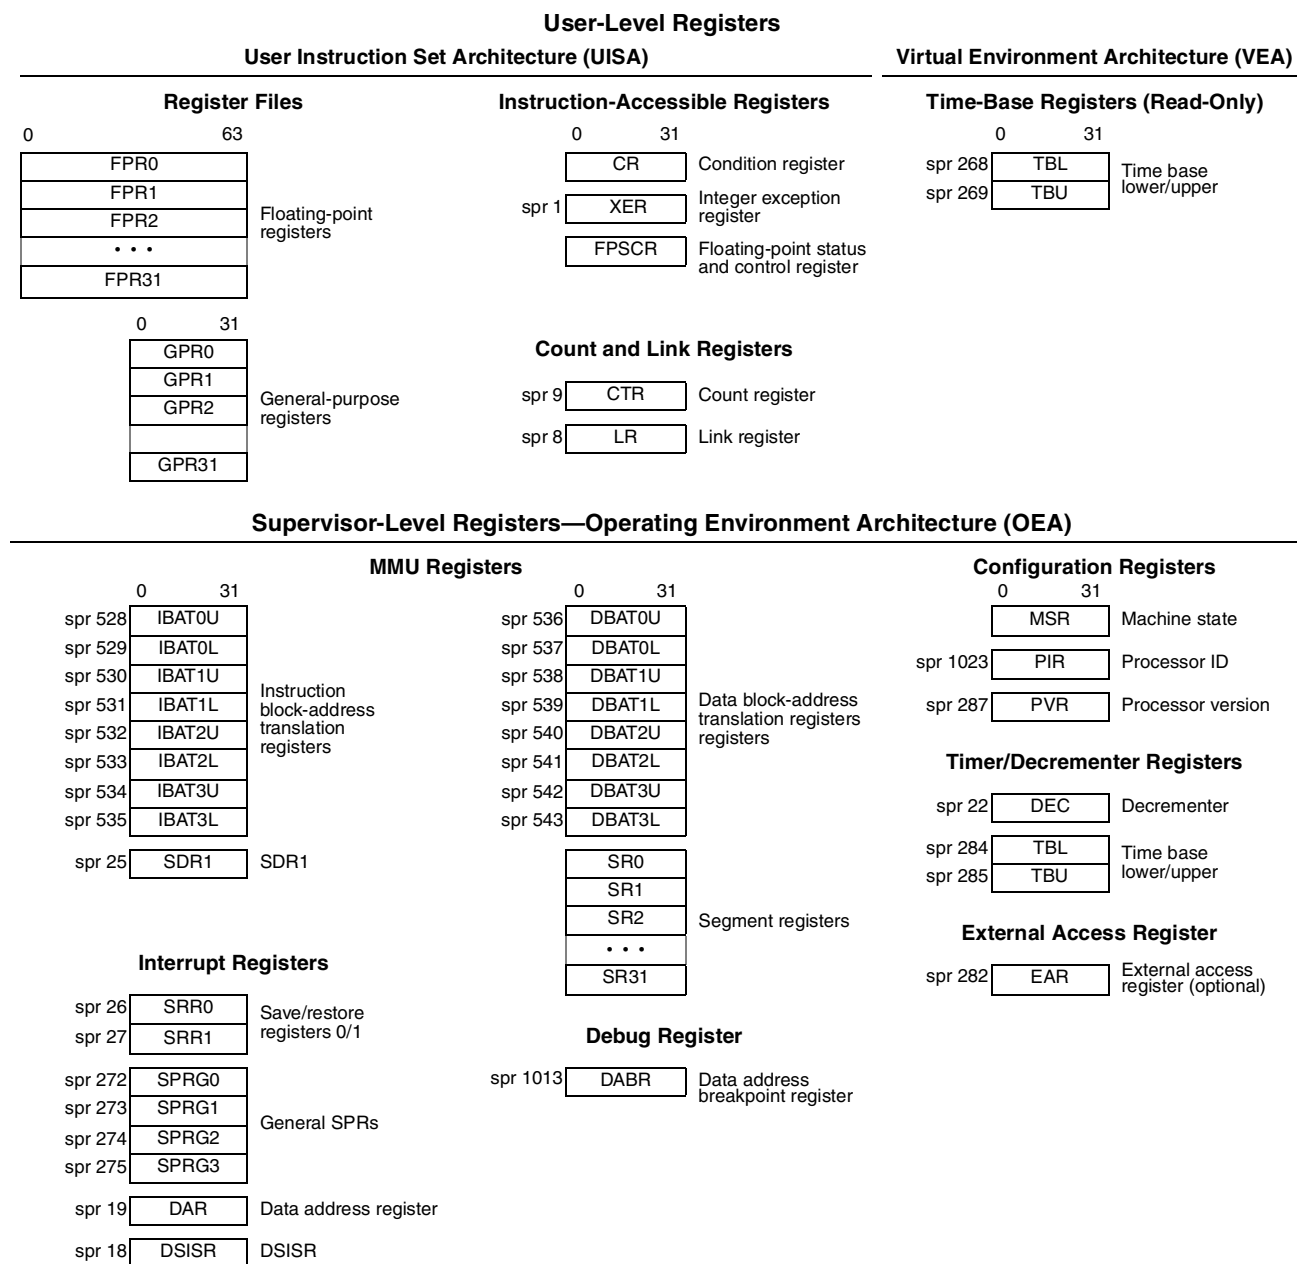 User-Level Registers
User Instruction Set Architecture (UISA)
Virtual Environment Architecture (VEA)
Register Files
0 63
FPR0
FPR1
FPR2
• • •
FPR31
Floating-point
registers
0 31
GPR0
GPR1
GPR2
GPR31
General-purpose
registers
Instruction-Accessible Registers
0 31
CR Condition register
spr 1 XER Integer exception
register
FPSCR Floating-point status
and control register
Count and Link Registers
spr 9 CTR Count register
spr 8 LR Link register
Time-Base Registers (Read-Only)
0 31
spr 268 TBL
spr 269 TBU
Time base
lower/upper
Supervisor-Level Registers—Operating Environment Architecture (OEA)
MMU Registers
0 31
spr 528 IBAT0U
spr 529 IBAT0L
spr 530 IBAT1U
spr 531 IBAT1L
spr 532 IBAT2U
spr 533 IBAT2L
spr 534 IBAT3U
spr 535 IBAT3L
Instruction
block-address
translation
registers
spr 25 SDR1 SDR1
0 31
spr 536 DBAT0U
spr 537 DBAT0L
spr 538 DBAT1U
spr 539 DBAT1L
spr 540 DBAT2U
spr 541 DBAT2L
spr 542 DBAT3U
spr 543 DBAT3L
Data block-address
translation registers
registers
SR0
SR1
SR2
• • •
SR31
Segment registers
Configuration Registers
0 31
MSR Machine state
spr 1023 PIR Processor ID
spr 287 PVR Processor version
Timer/Decrementer Registers
spr 22 DEC Decrementer
spr 284 TBL
spr 285 TBU
Time base
lower/upper
External Access Register
spr 282 EAR External access
register (optional)
Interrupt Registers
spr 26 SRR0
spr 27 SRR1
Save/restore
registers 0/1
spr 272 SPRG0
spr 273 SPRG1
spr 274 SPRG2
spr 275 SPRG3
General SPRs
spr 19 DAR Data address register
spr 18 DSISR DSISR
Debug Register
spr 1013 DABR Data address
breakpoint register